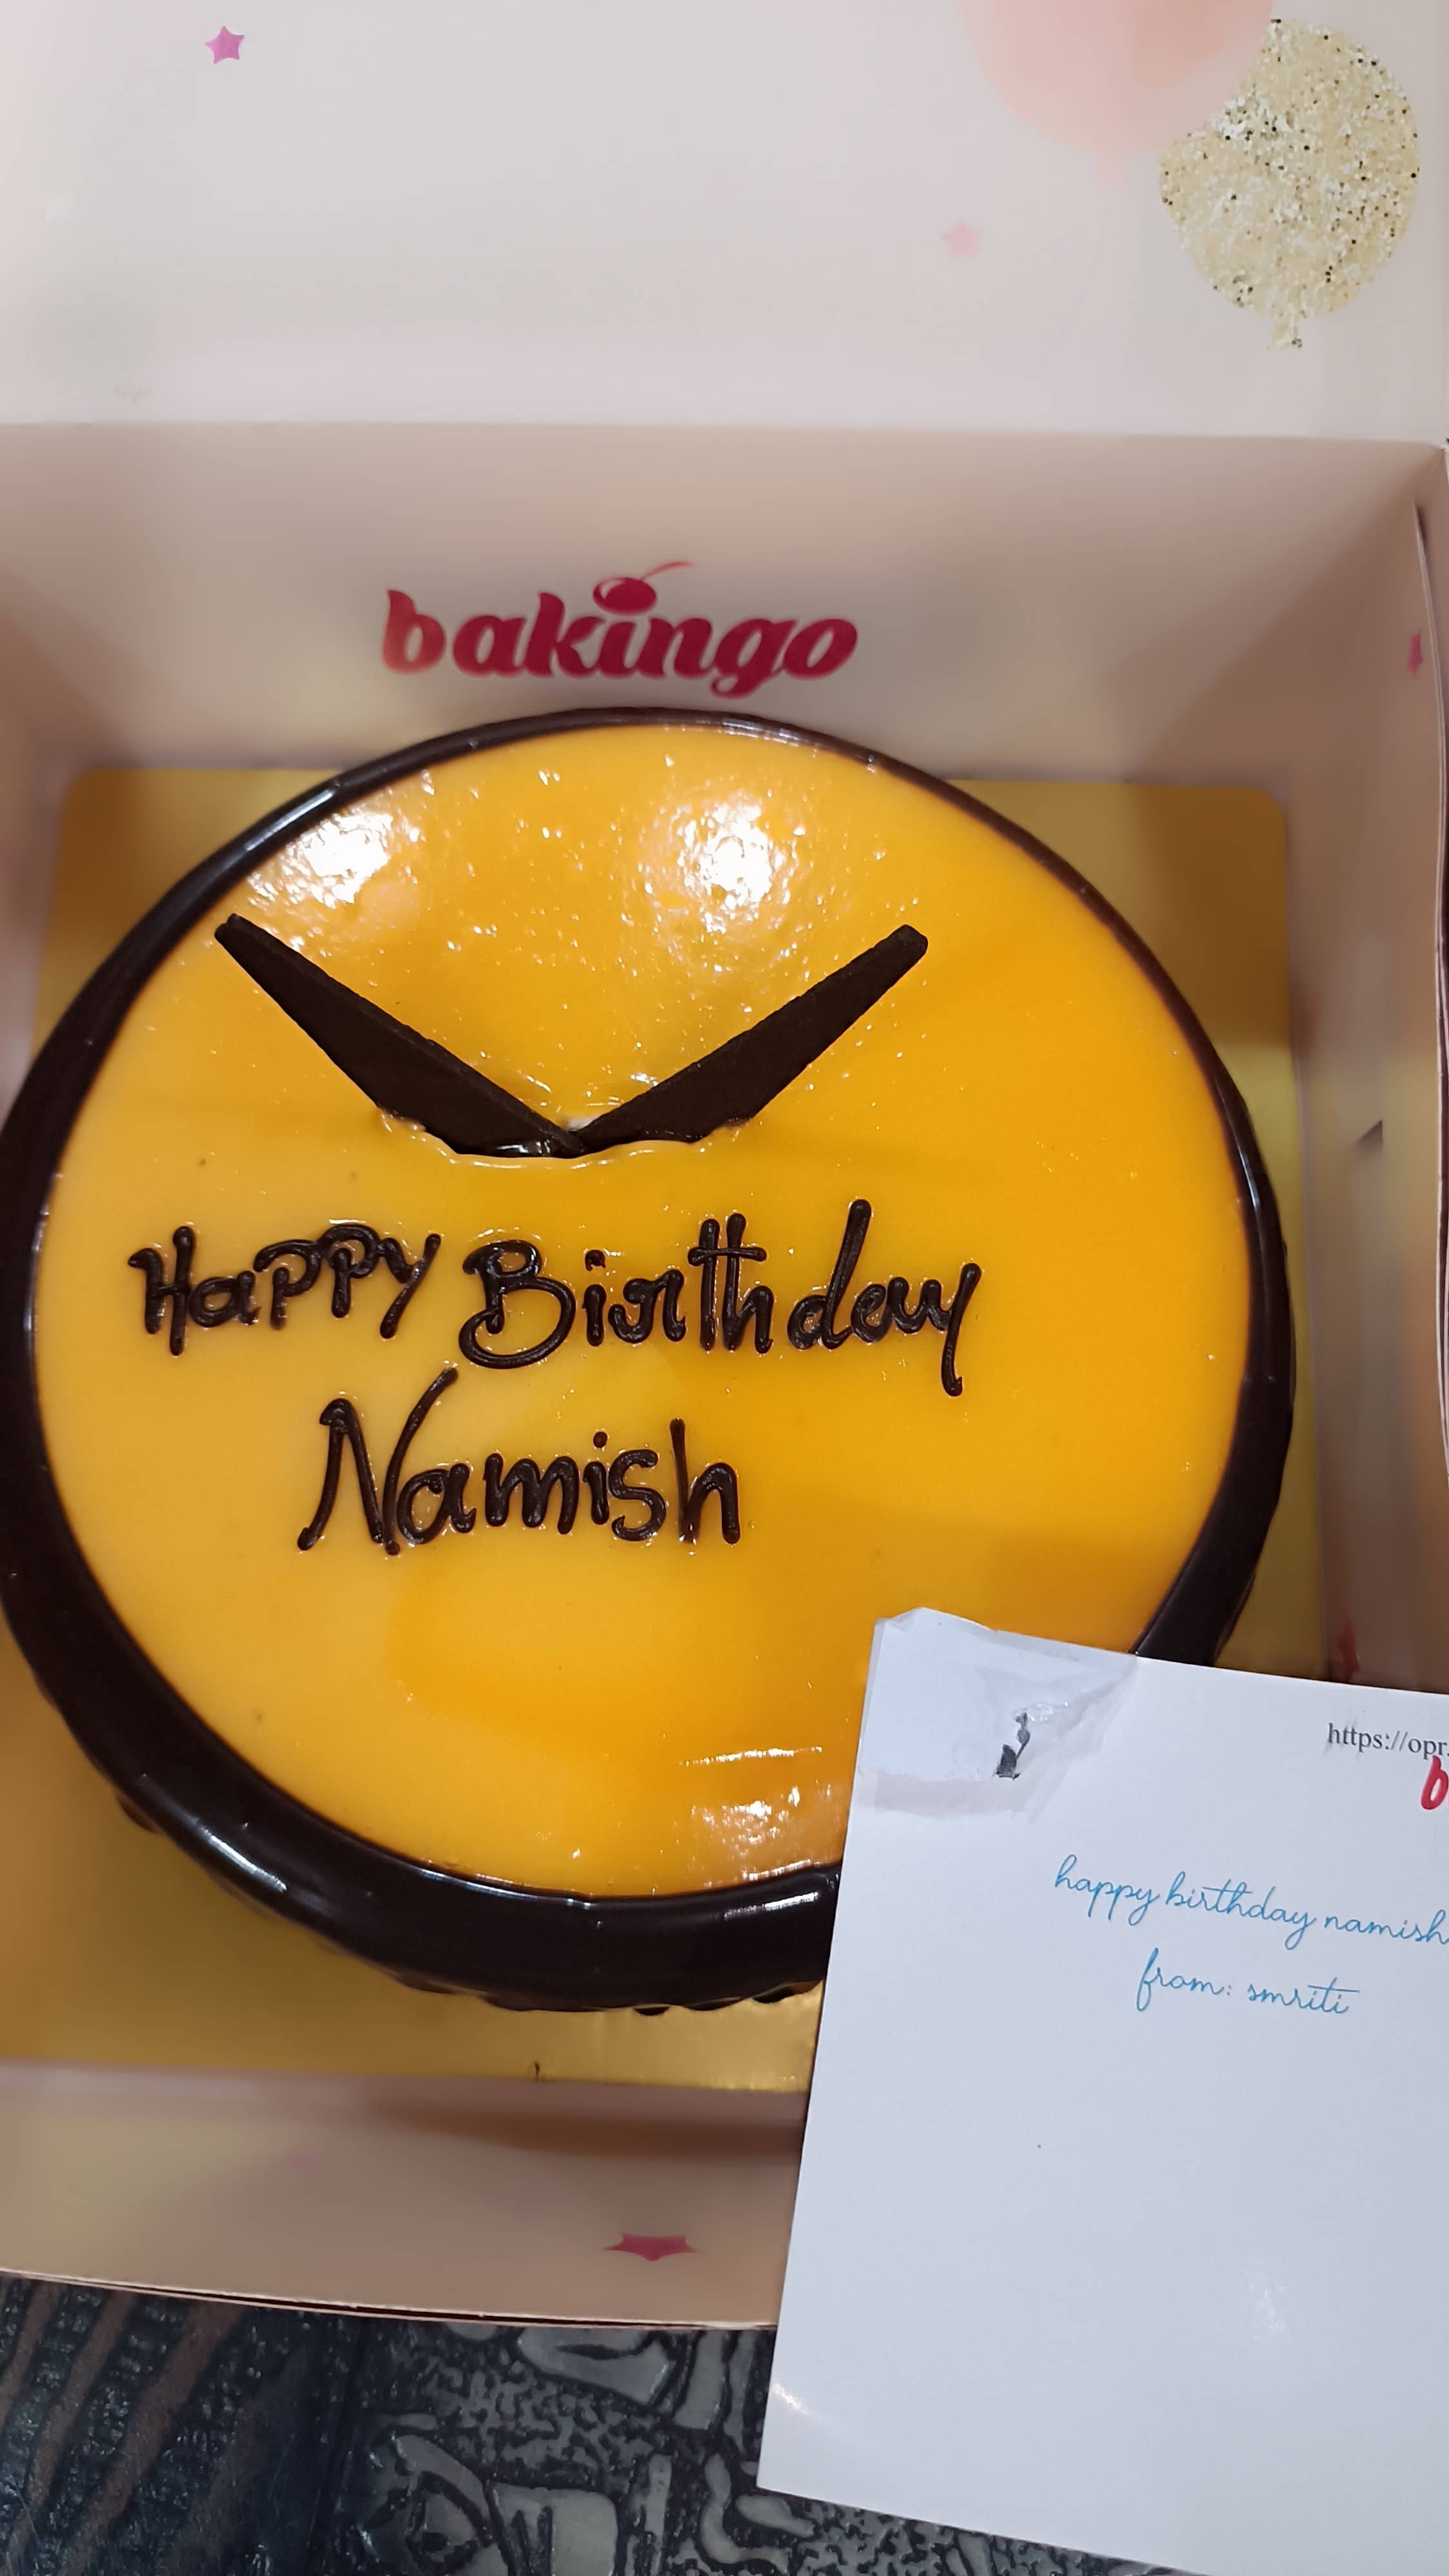 bakingo
Happy Birthday
Namish
https://opr.
b
happy birthday namish
from: smriti